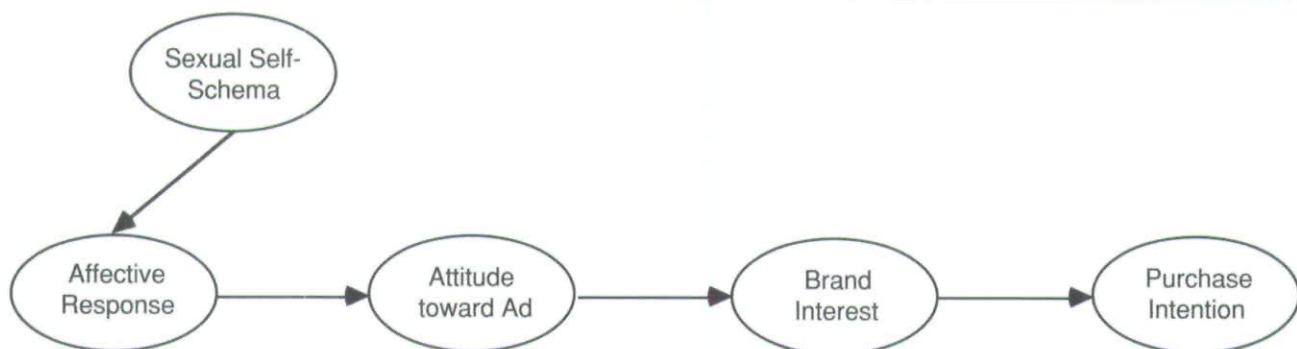 Sexual Self-
Schema
Affective
Response
Attitude
toward Ad
Brand
Interest
Purchase
Intention